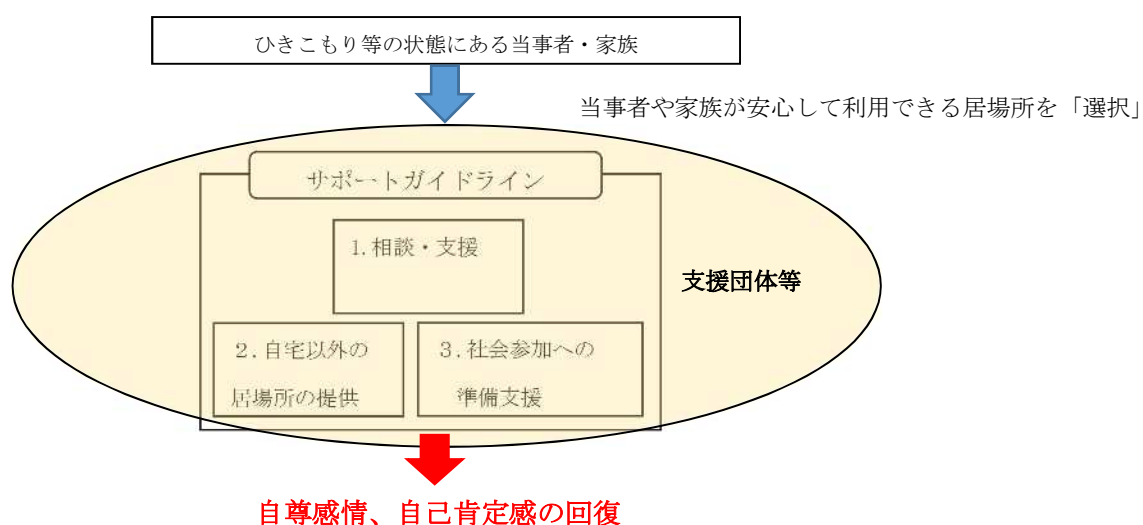 ひきこもり等の状態にある当事者・家族
当事者や家族が安心して利用できる居場所を「選択」
サポートガイドライン
1.相談・支援
支援団体等
2.自宅以外の
居場所の提供
3.社会参加への
準備支援
自尊感情、自己肯定感の回復